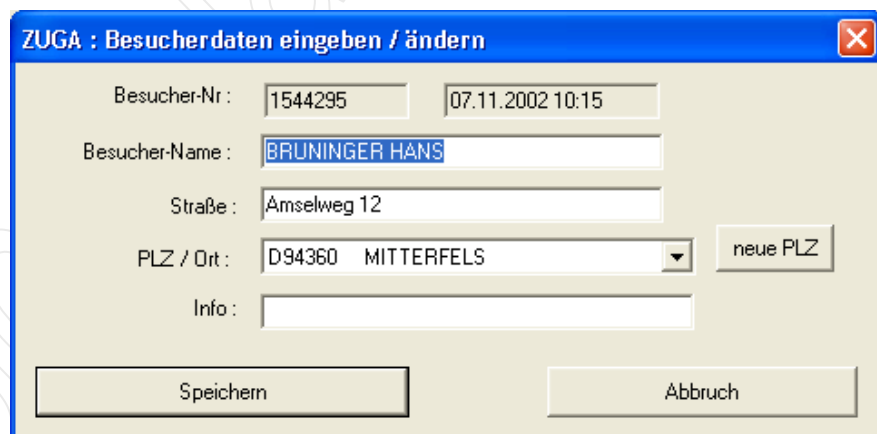 ZUGA : Besucherdaten eingeben / ändern
Besucher-Nr : 1544295 07.11.2002 10:15
Besucher-Name : BRUNINGER HANS
Straße : Amselweg 12
PLZ / Ort : D94360 MITTERFELS neue PLZ
Info :
Speichern Abbruch